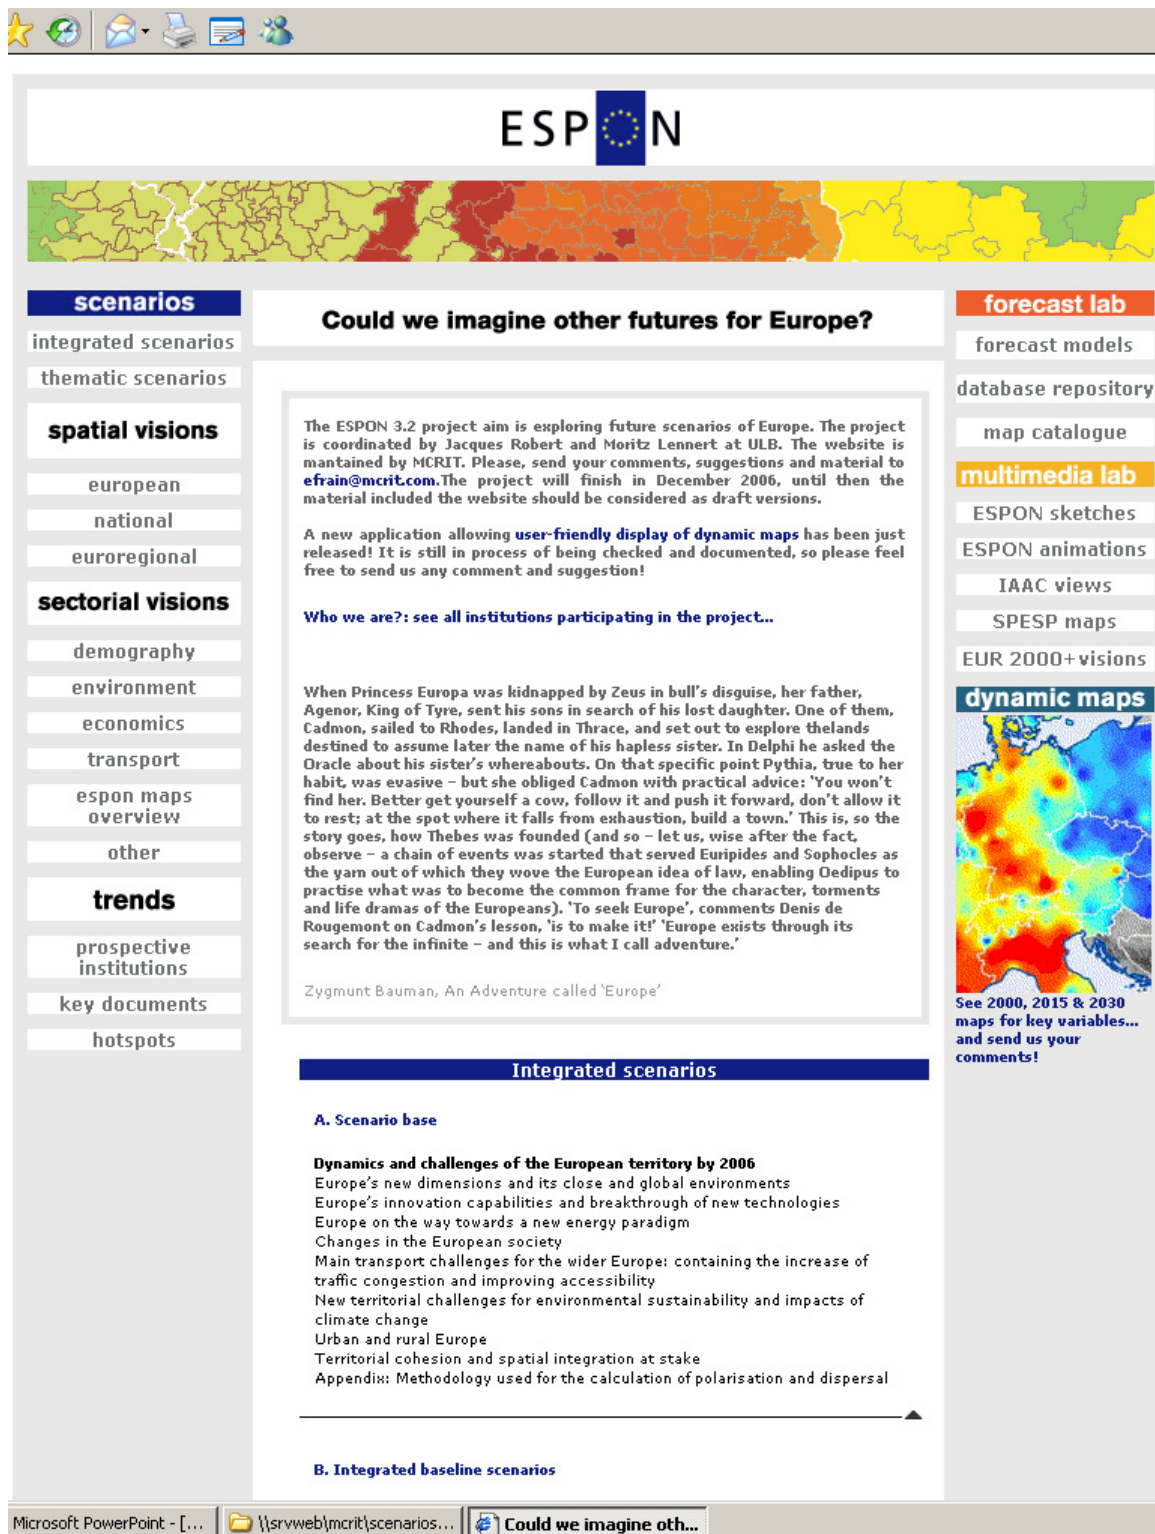 ESPON
scenarios
integrated scenarios
thematic scenarios
spatial visions
european
national
euroregional
sectorial visions
demography
environment
economics
transport
espon maps
overview
other
trends
prospective
institutions
key documents
hotspots
Could we imagine other futures for Europe?
The ESPON 3.2 project aim is exploring future scenarios of Europe. The project
is coordinated by Jacques Robert and Moritz Lennert at ULB. The website is
mantained by MCRIT. Please, send your comments, suggestions and material to
efrain@mcrit.com.The project will finish in December 2006, until then the
material included the website should be considered as draft versions.
A new application allowing user-friendly display of dynamic maps has been just
released! It is still in process of being checked and documented, so please feel
free to send us any comment and suggestion!
Who we are?: see all institutions participating in the project...
When Princess Europa was kidnapped by Zeus in bull's disguise, her father,
Agenor, King of Tyre, sent his sons in search of his lost daughter. One of them,
Cadmon, sailed to Rhodes, landed in Thrace, and set out to explore thelands
destined to assume later the name of his hapless sister. In Delphi he asked the
Oracle about his sister's whereabouts. On that specific point Pythia, true to her
habit, was evasive – but she obliged Cadmon with practical advice: 'You won't
find her. Better get yourself a cow, follow it and push it forward, don't allow it
to rest; at the spot where it falls from exhaustion, build a town.' This is, so the
story goes, how Thebes was founded (and so – let us, wise after the fact,
observe – a chain of events was started that served Euripides and Sophocles as
the yarn out of which they wove the European idea of law, enabling Oedipus to
practise what was to become the common frame for the character, torments
and life dramas of the Europeans). 'To seek Europe', comments Denis de
Rougemont on Cadmon's lesson, 'is to make it!' 'Europe exists through its
search for the infinite – and this is what I call adventure.'
Zygmunt Bauman, An Adventure called 'Europe'
Integrated scenarios
A. Scenario base
Dynamics and challenges of the European territory by 2006
Europe's new dimensions and its close and global environments
Europe's innovation capabilities and breakthrough of new technologies
Europe on the way towards a new energy paradigm
Changes in the European society
Main transport challenges for the wider Europe: containing the increase of
traffic congestion and improving accessibility
New territorial challenges for environmental sustainability and impacts of
climate change
Urban and rural Europe
Territorial cohesion and spatial integration at stake
Appendix: Methodology used for the calculation of polarisation and dispersal
B. Integrated baseline scenarios
forecast lab
forecast models
database repository
map catalogue
multimedia lab
ESPON sketches
ESPON animations
IAAC views
SPESP maps
EUR 2000+visions
dynamic maps
See 2000, 2015 & 2030
maps for key variables...
and send us your
comments!
Microsoft PowerPoint - [...
\\srvweb\mcrit\scenarios...
Could we imagine oth...